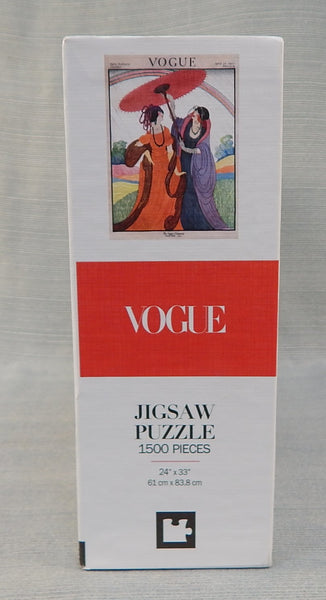 VOGUE
VOGUE
JIGSAW
PUZZLE
1500 PIECES
24" x 33"
61 cm x 83.8 cm